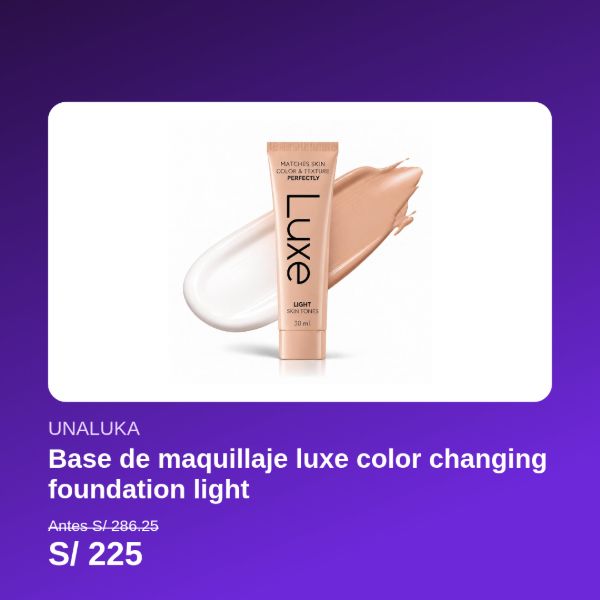 MATCHES SKIN
COLOR & TEXTURE
PERFECTLY
Luxe
LIGHT
SKIN TONES
30 ml
UNALUKA
Base de maquillaje luxe color changing
foundation light
Antes S/ 286.25
S/ 225